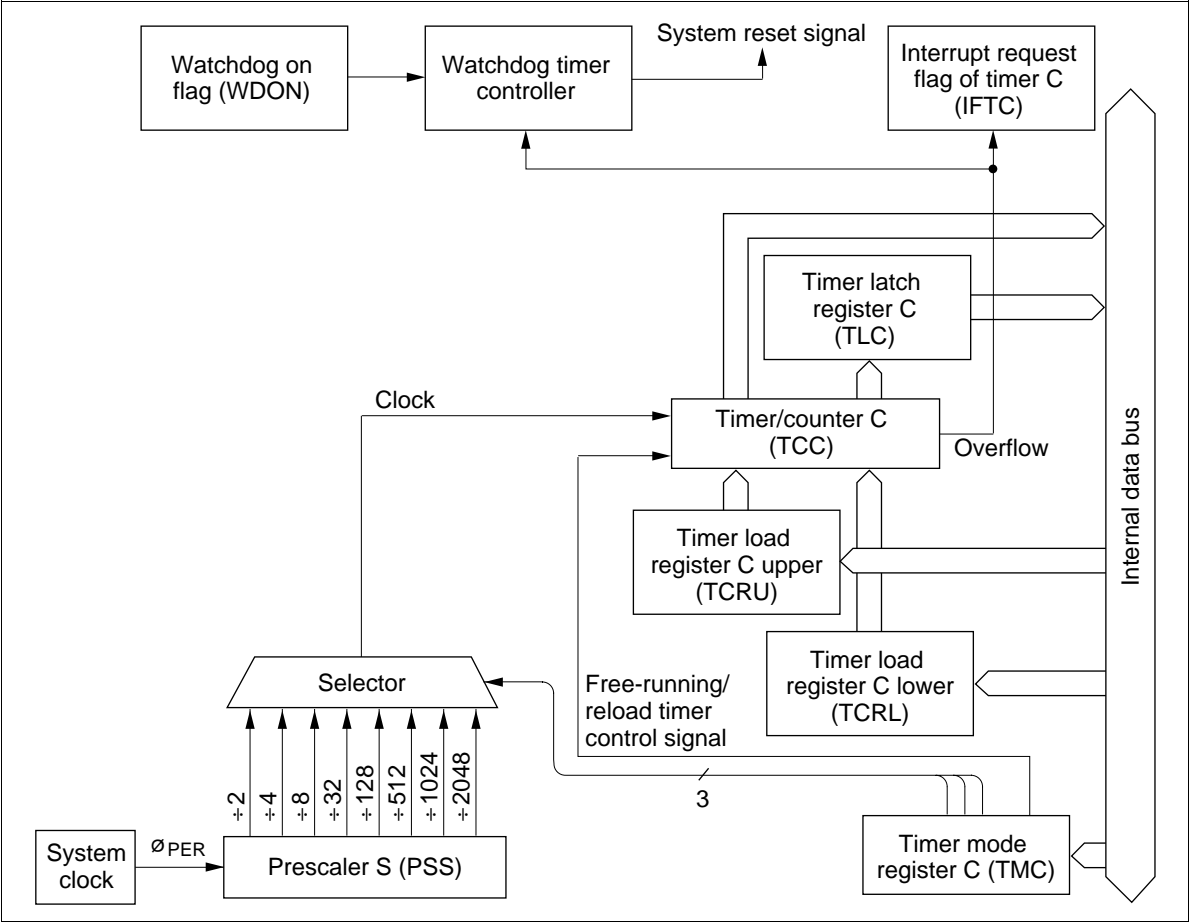 System reset signal
Watchdog on
flag (WDON)
Watchdog timer
controller
Interrupt request
flag of timer C
(IFTC)
Timer latch
register C
(TLC)
Clock
Timer/counter C
(TCC)
Overflow
Internal data bus
Timer load
register C upper
(TCRU)
Timer load
register C lower
(TCRL)
Selector
Free-running/
reload timer
control signal
÷2
÷4
÷8
÷32
÷128
÷512
÷1024
÷2048
3
System
clock
øPER
Prescaler S (PSS)
Timer mode
register C (TMC)